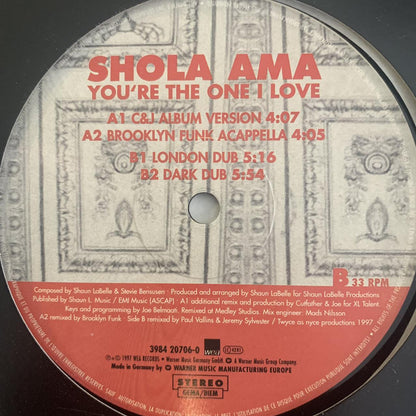 SHOLA AMA
YOU'RE THE ONE I LOVE
A1 C&J ALBUM VERSION 4:07
A2 BROOKLYN FUNK ACAPPELLA 4:05
B1 LONDON DUB 5:16
B2 DARK DUB 5:54
B 33 RPM
Composed by Shaun LaBelle & Stevie Bensusen · Produced and arranged by Shaun LaBelle for Shaun LaBelle Productions
Published by Shaun L. Music / EMI Music (ASCAP) · A1 additional remix and production by Cutfather & Joe for XL Talent
Keys and programming by Joe Belmaati. Remixed at Medley Studios. Mix engineer: Mads Nilsson
A2 remixed by Brooklyn Funk · Side B remixed by Paul Vallins & Jeremy Sylvester / Twyce as nyce productions 1997
3984 20706-0
wea
℗+© 1997 WEA RECORDS · Warner Music Germany GmbH. A Warner Music Group Company.
Made in Germany by WARNER MUSIC MANUFACTURING EUROPE
STEREO
GEMA/BIEM